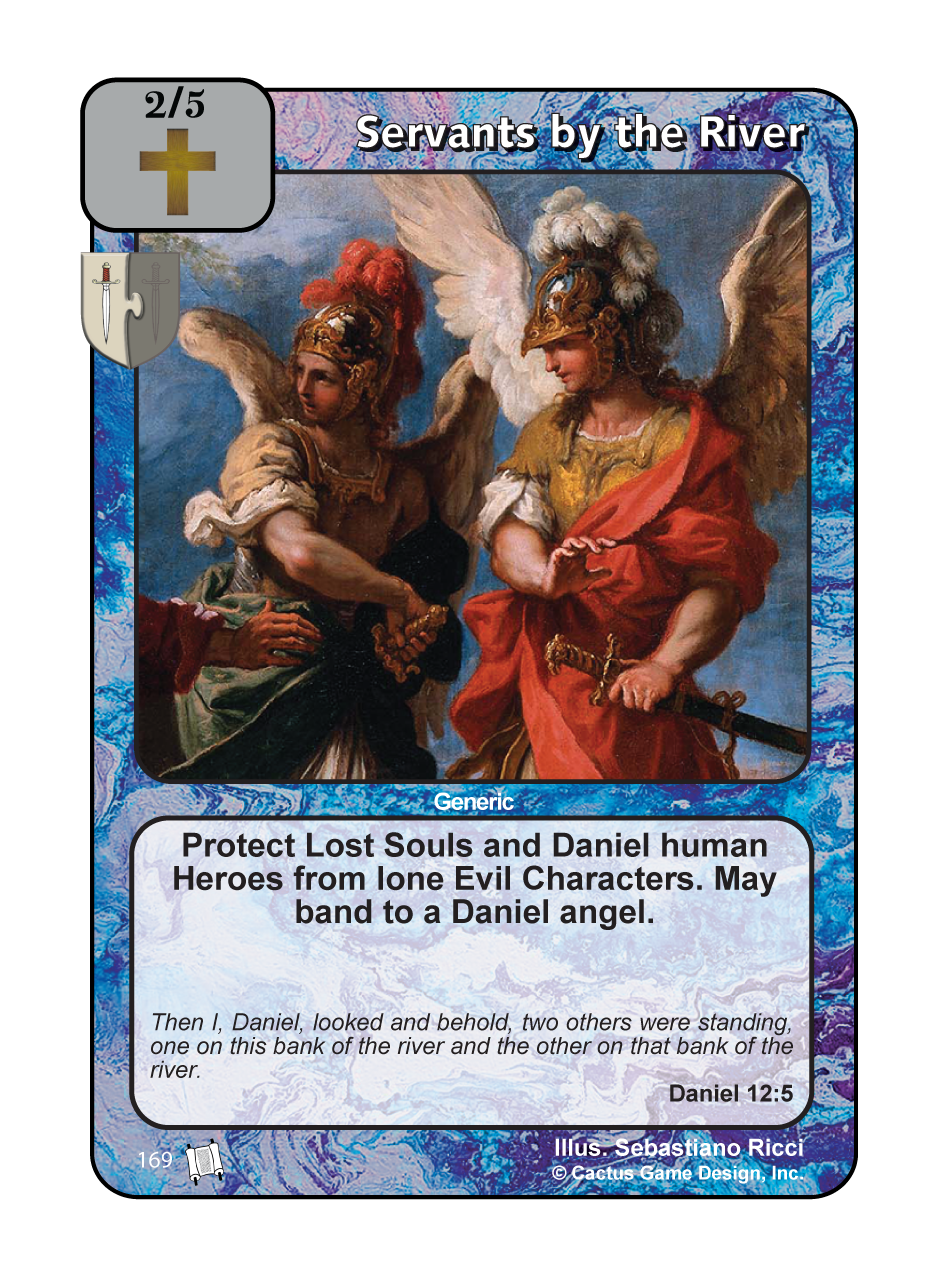 2/5
Servants by the River
Generic
Protect Lost Souls and Daniel human
Heroes from lone Evil Characters. May
band to a Daniel angel.
Then I, Daniel, looked and behold, two others were standing,
one on this bank of the river and the other on that bank of the
river.
Daniel 12:5
169
Illus. Sebastiano Ricci
© Cactus Game Design, Inc.